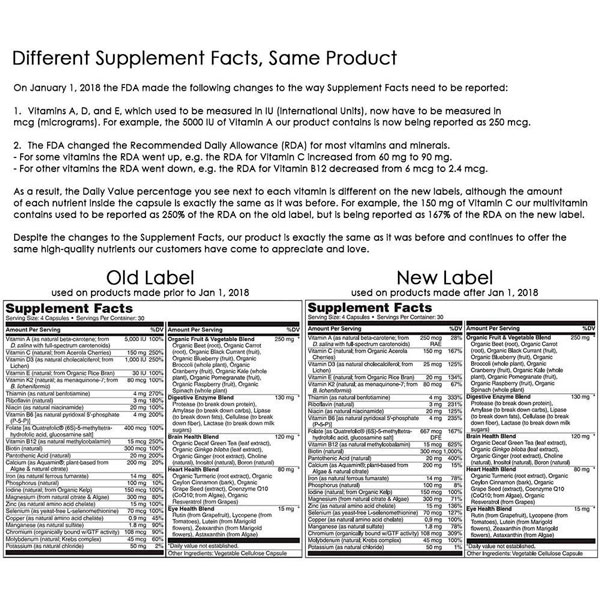 Different Supplement Facts, Same Product
On January 1, 2018 the FDA made the following changes to the way Supplement Facts need to be reported:
1.  Vitamins A, D, and E, which used to be measured in IU (International Units), now have to be measured in
mcg (micrograms). For example, the 5000 IU of Vitamin A our product contains is now being reported as 250 mcg.
2.  The FDA changed the Recommended Daily Allowance (RDA) for most vitamins and minerals.
- For some vitamins the RDA went up, e.g. the RDA for Vitamin C increased from 60 mg to 90 mg.
- For other vitamins the RDA went down, e.g. the RDA for Vitamin B12 decreased from 6 mcg to 2.4 mcg.
As a result, the Daily Value percentage you see next to each vitamin is different on the new labels, although the amount
of each nutrient inside the capsule is exactly the same as it was before. For example, the 150 mg of Vitamin C our multivitamin
contains used to be reported as 250% of the RDA on the old label, but is being reported as 167% of the RDA on the new label.
Despite the changes to the Supplement Facts, our product is exactly the same as it was before and continues to offer the
same high-quality nutrients our customers have come to appreciate and love.
Old Label
used on products made prior to Jan 1, 2018
Supplement Facts
Serving Size: 4 Capsules • Servings Per Container: 30
Amount Per Serving %DV
Vitamin A (as natural beta-carotene; from 5,000 IU 100%
D. salina with full-spectrum carotenoids)
Vitamin C (natural; from Organic Acerola Cherries) 150 mg 250%
Vitamin D3 (as natural cholecalciferol; from 1,000 IU 250%
Lichen)
Vitamin E (natural; from Organic Rice Bran) 30 IU 100%
Vitamin K2 (natural; as menaquinone-7; from 80 mcg 100%
B. licheniformis)
Thiamin (as natural benfotiamine) 4 mg 270%
Riboflavin (natural) 3 mg 180%
Niacin (as natural niacinamide) 20 mg 100%
Vitamin B6 [as natural pyridoxal 5'-phosphate 4 mg 200%
(P-5-P)]
Folate [as Quatrefolic® (6S)-5-methyltetra- 400 mcg 100%
hydrofolic acid, glucosamine salt]
Vitamin B12 (as natural methylcobalamin) 15 mcg 250%
Biotin (natural) 300 mcg 100%
Pantothenic Acid (natural) 20 mg 200%
Calcium (as Aquamin®; plant-based from 200 mg 20%
Algae & natural citrate)
Iron (as natural ferrous fumarate) 14 mg 80%
Phosphorus (natural) 100 mg 10%
Iodine (natural; from Organic Kelp) 150 mcg 100%
Magnesium (from natural citrate & Algae) 300 mg 80%
Zinc (as natural amino acid chelate) 15 mg 100%
Selenium (as yeast-free L-selenomethionine) 70 mcg 100%
Copper (as natural amino acid chelate) 0.9 mg 45%
Manganese (as natural sulfate) 1.8 mg 90%
Chromium (organically bound w/GTF activity) 108 mcg 90%
Molybdenum (natural; Krebs complex) 45 mcg 60%
Potassium (as natural chloride) 50 mg 2%
Amount Per Serving %DV
Organic Fruit & Vegetable Blend 250 mg *
Organic Beet (root), Organic Carrot
(root), Organic Black Currant (fruit),
Organic Blueberry (fruit), Organic
Broccoli (whole plant), Organic
Cranberry (fruit), Organic Kale (whole
plant), Organic Pomegranate (fruit),
Organic Raspberry (fruit), Organic
Spinach (whole plant)
Digestive Enzyme Blend 130 mg *
Protease (to break down protein),
Amylase (to break down carbs), Lipase
(to break down fats), Cellulase (to break
down fiber), Lactase (to break down milk
sugars)
Brain Health Blend 120 mg *
Organic Decaf Green Tea (leaf extract),
Organic Ginkgo biloba (leaf extract),
Organic Ginger (root extract), Choline
(natural), Inositol (natural), Boron (natural)
Heart Health Blend 80 mg *
Organic Turmeric (root extract), Organic
Ceylon Cinnamon (bark), Organic
Grape Seed (extract), Coenzyme Q10
(CoQ10; from Algae), Organic
Resveratrol (from Grapes)
Eye Health Blend 15 mg *
Rutin (from Grapefruit), Lycopene (from
Tomatoes), Lutein (from Marigold
flowers), Zeaxanthin (from Marigold
flowers), Astaxanthin (from Algae)
*Daily value not established.
Other Ingredients: Vegetable Cellulose Capsule
New Label
used on products made after Jan 1, 2018
Supplement Facts
Serving Size: 4 Capsules • Servings Per Container: 30
Amount Per Serving %DV
Vitamin A (as natural beta-carotene; from 250 mcg 28%
D. salina with full-spectrum carotenoids) RAE
Vitamin C (natural; from Organic Acerola 150 mg 167%
Cherries)
Vitamin D3 (as natural cholecalciferol; from 25 mcg 125%
Lichen)
Vitamin E (natural; from Organic Rice Bran) 20 mg 134%
Vitamin K2 (natural; as menaquinone-7; from 80 mcg 67%
B. licheniformis)
Thiamin (as natural benfotiamine) 4 mg 333%
Riboflavin (natural) 3 mg 231%
Niacin (as natural niacinamide) 20 mg 125%
Vitamin B6 [as natural pyridoxal 5'-phosphate 4 mg 235%
(P-5-P)]
Folate [as Quatrefolic® (6S)-5-methyltetra- 667 mcg 167%
hydrofolic acid, glucosamine salt] DFE
Vitamin B12 (as natural methylcobalamin) 15 mcg 625%
Biotin (natural) 300 mcg 1,000%
Pantothenic Acid (natural) 20 mg 400%
Calcium (as Aquamin®; plant-based from 200 mg 15%
Algae & natural citrate)
Iron (as natural ferrous fumarate) 14 mg 78%
Phosphorus (natural) 100 mg 8%
Iodine (natural; from Organic Kelp) 150 mcg 100%
Magnesium (from natural citrate & Algae) 300 mg 71%
Zinc (as natural amino acid chelate) 15 mg 136%
Selenium (as yeast-free L-selenomethionine) 70 mcg 127%
Copper (as natural amino acid chelate) 0.9 mg 100%
Manganese (as natural sulfate) 1.8 mg 78%
Chromium (organically bound w/GTF activity) 108 mcg 309%
Molybdenum (natural; Krebs complex) 45 mcg 100%
Potassium (as natural chloride) 50 mg 1%
Amount Per Serving %DV
Organic Fruit & Vegetable Blend 250 mg *
Organic Beet (root), Organic Carrot
(root), Organic Black Currant (fruit),
Organic Blueberry (fruit), Organic
Broccoli (whole plant), Organic
Cranberry (fruit), Organic Kale (whole
plant), Organic Pomegranate (fruit),
Organic Raspberry (fruit), Organic
Spinach (whole plant)
Digestive Enzyme Blend 130 mg *
Protease (to break down protein),
Amylase (to break down carbs), Lipase
(to break down fats), Cellulase (to break
down fiber), Lactase (to break down milk
sugars)
Brain Health Blend 120 mg *
Organic Decaf Green Tea (leaf extract),
Organic Ginkgo biloba (leaf extract),
Organic Ginger (root extract), Choline
(natural), Inositol (natural), Boron (natural)
Heart Health Blend 80 mg *
Organic Turmeric (root extract), Organic
Ceylon Cinnamon (bark), Organic
Grape Seed (extract), Coenzyme Q10
(CoQ10; from Algae), Organic
Resveratrol (from Grapes)
Eye Health Blend 15 mg *
Rutin (from Grapefruit), Lycopene (from
Tomatoes), Lutein (from Marigold
flowers), Zeaxanthin (from Marigold
flowers), Astaxanthin (from Algae)
*Daily value not established.
Other Ingredients: Vegetable Cellulose Capsule